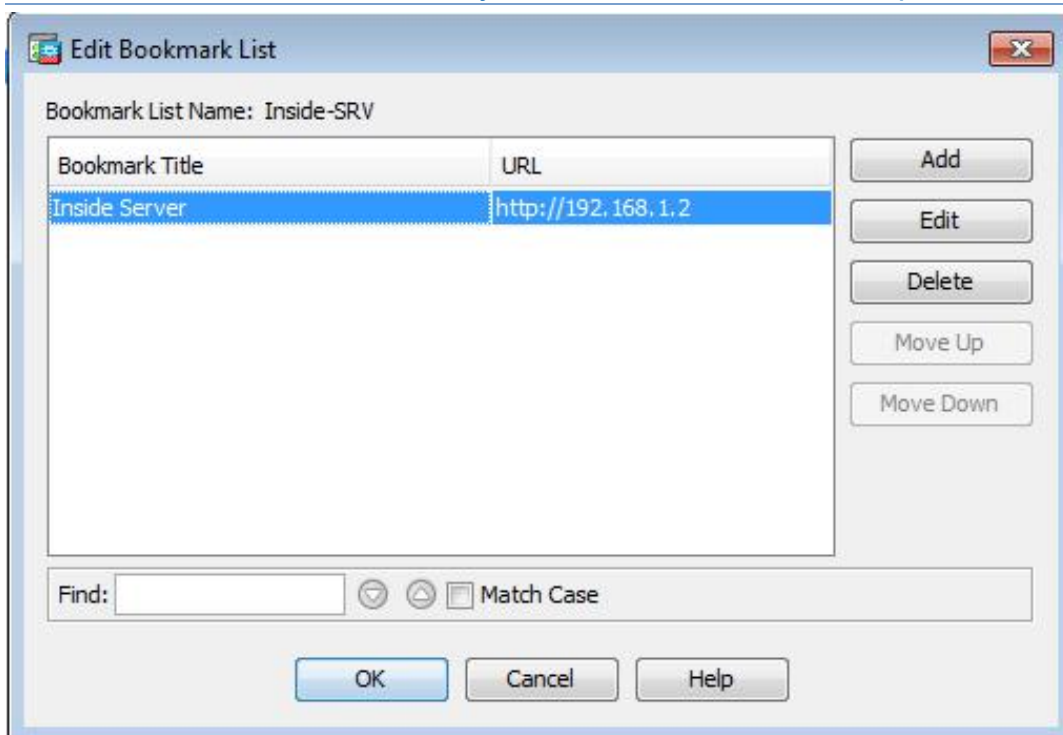 Edit Bookmark List
Bookmark List Name: Inside-SRV
Bookmark Title URL
Inside Server http://192.168.1.2
Add
Edit
Delete
Move Up
Move Down
Find: Match Case
OK Cancel Help